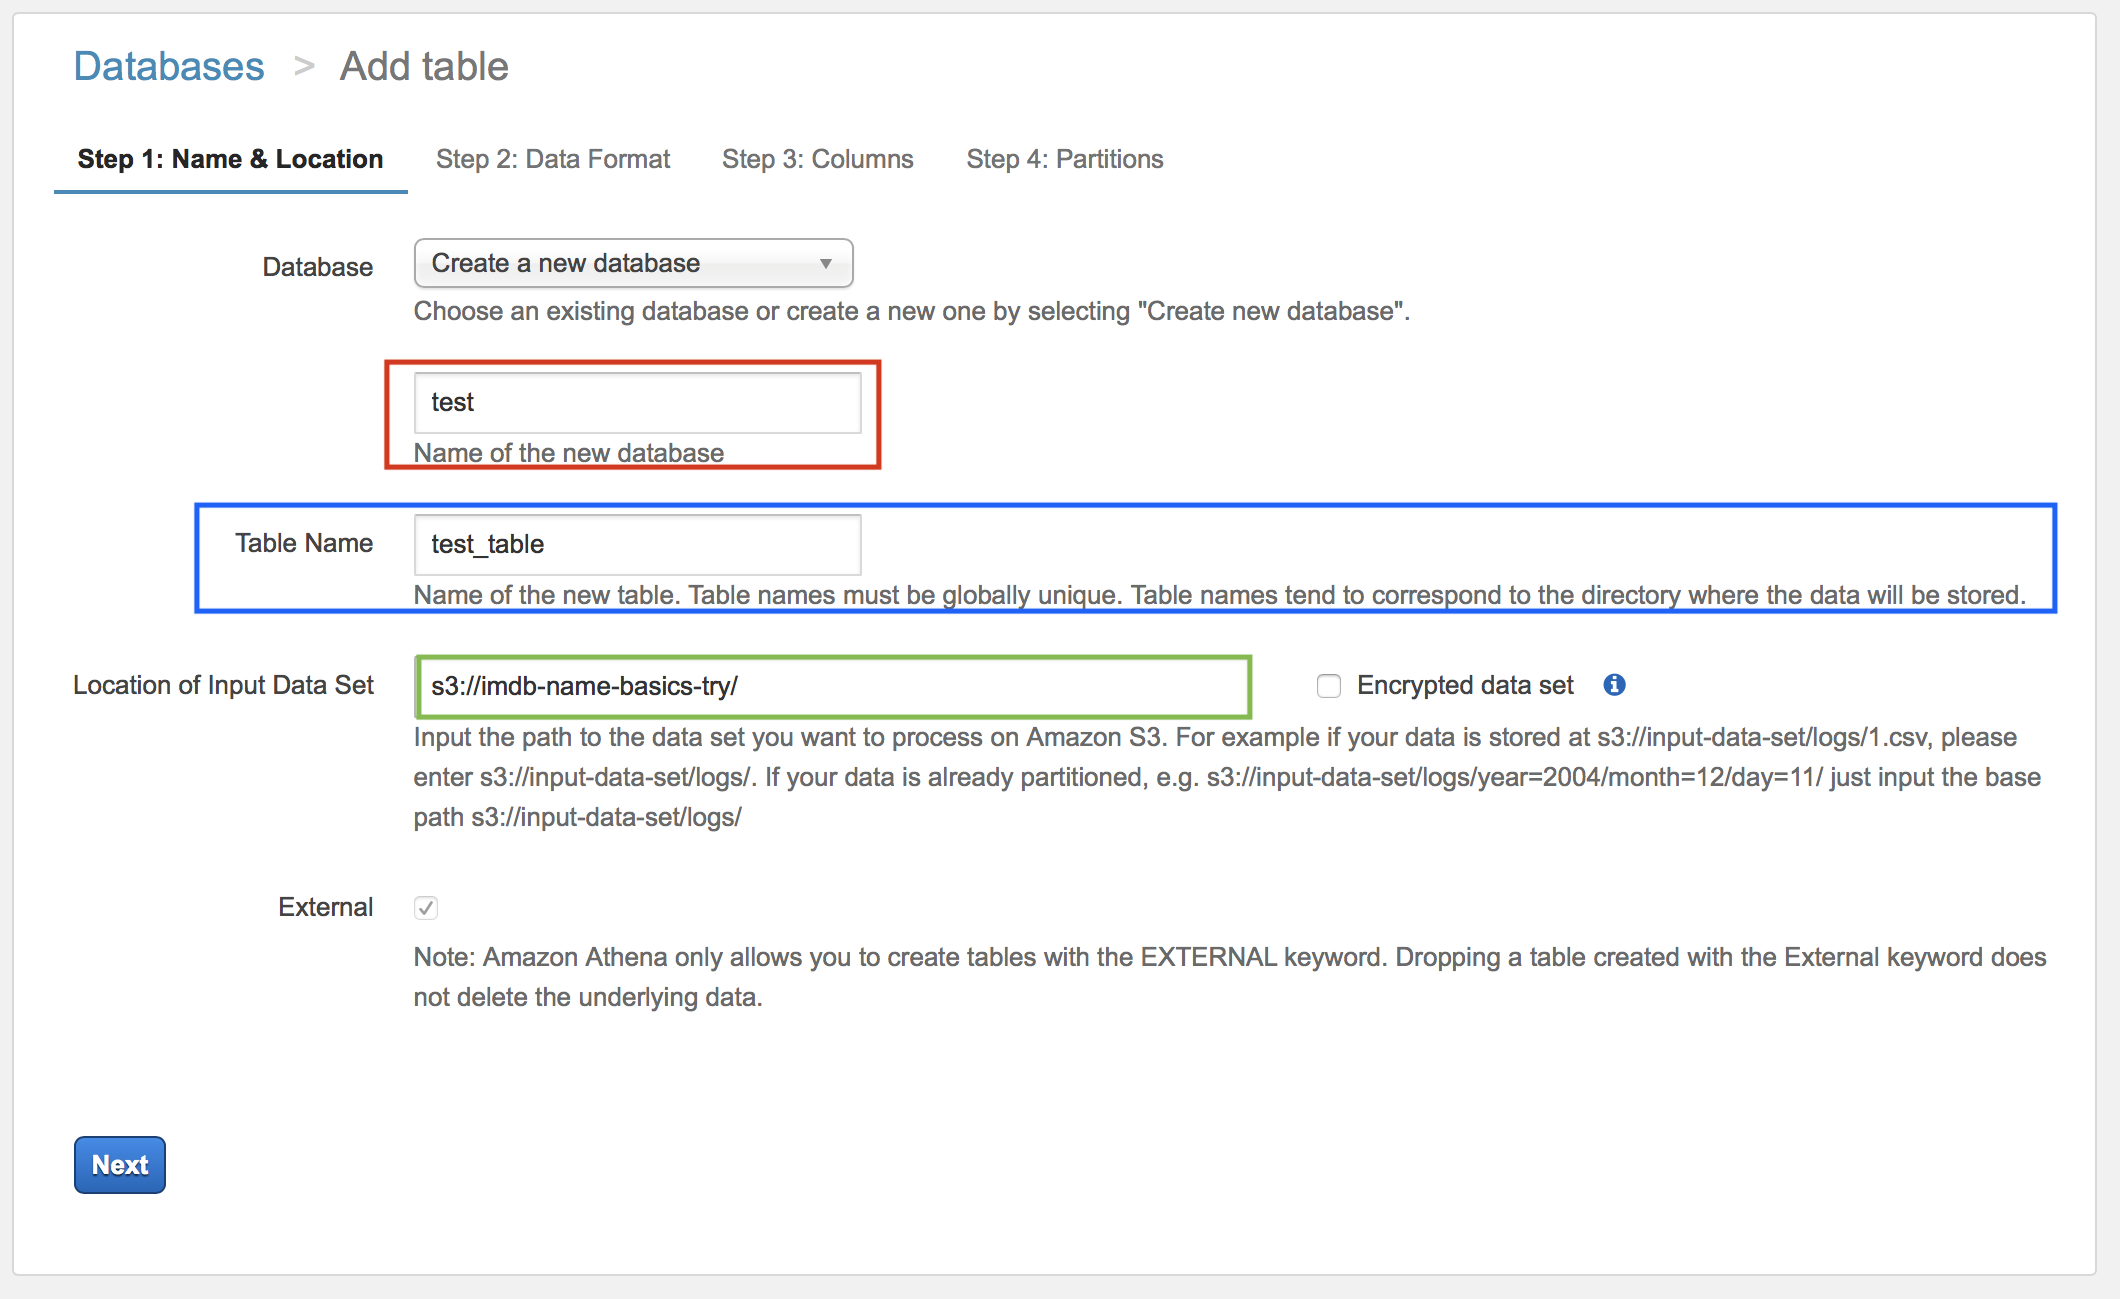 Databases > Add table
Step 1: Name & Location Step 2: Data Format Step 3: Columns Step 4: Partitions
Database Create a new database
Choose an existing database or create a new one by selecting "Create new database".
test
Name of the new database
Table Name test_table
Name of the new table. Table names must be globally unique. Table names tend to correspond to the directory where the data will be stored.
Location of Input Data Set s3://imdb-name-basics-try/ Encrypted data set
Input the path to the data set you want to process on Amazon S3. For example if your data is stored at s3://input-data-set/logs/1.csv, please
enter s3://input-data-set/logs/. If your data is already partitioned, e.g. s3://input-data-set/logs/year=2004/month=12/day=11/ just input the base
path s3://input-data-set/logs/
External
Note: Amazon Athena only allows you to create tables with the EXTERNAL keyword. Dropping a table created with the External keyword does
not delete the underlying data.
Next